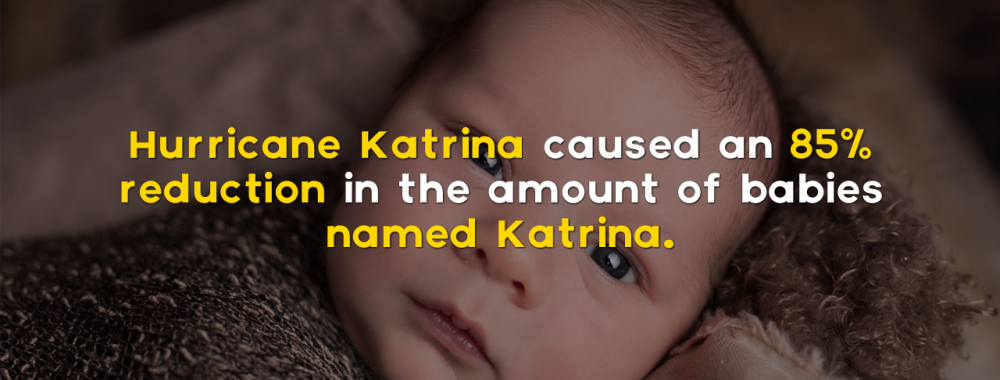 Hurricane Katrina caused an 85%
reduction in the amount of babies
named Katrina.